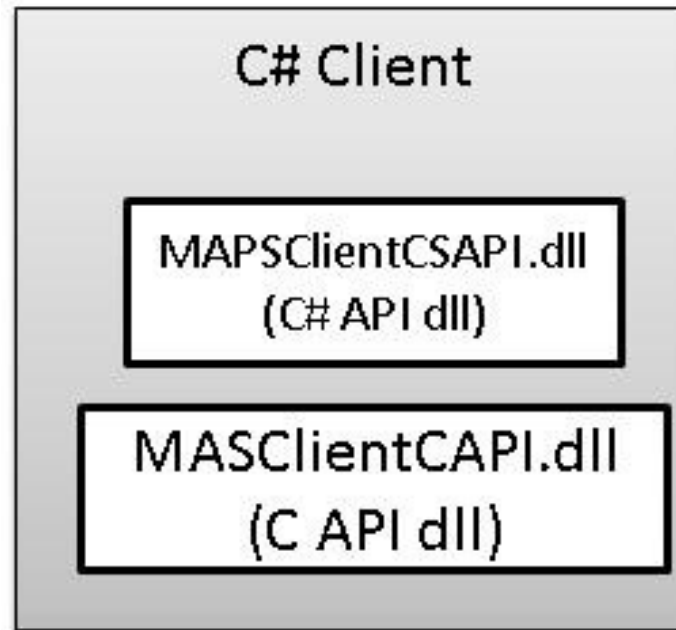 C# Client
MAPSClientCSAPI.dll
(C# API dll)
MASClientCAPI.dll
(C API dll)